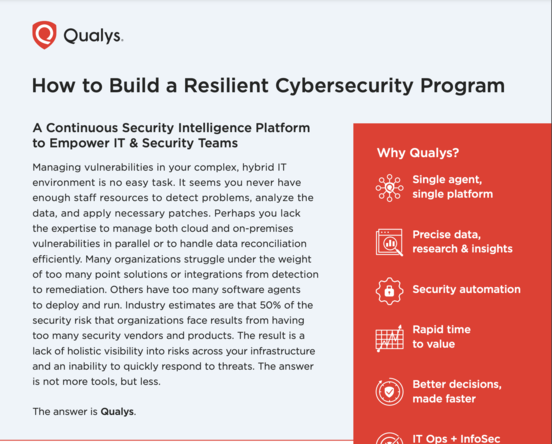 Qualys.
How to Build a Resilient Cybersecurity Program
A Continuous Security Intelligence Platform
to Empower IT & Security Teams
Managing vulnerabilities in your complex, hybrid IT
environment is no easy task. It seems you never have
enough staff resources to detect problems, analyze the
data, and apply necessary patches. Perhaps you lack
the expertise to manage both cloud and on-premises
vulnerabilities in parallel or to handle data reconciliation
efficiently. Many organizations struggle under the weight
of too many point solutions or integrations from detection
to remediation. Others have too many software agents
to deploy and run. Industry estimates are that 50% of the
security risk that organizations face results from having
too many security vendors and products. The result is a
lack of holistic visibility into risks across your infrastructure
and an inability to quickly respond to threats. The answer
is not more tools, but less.
The answer is Qualys.
Why Qualys?
Single agent,
single platform
Precise data,
research & insights
Security automation
Rapid time
to value
Better decisions,
made faster
IT Ops + InfoSec